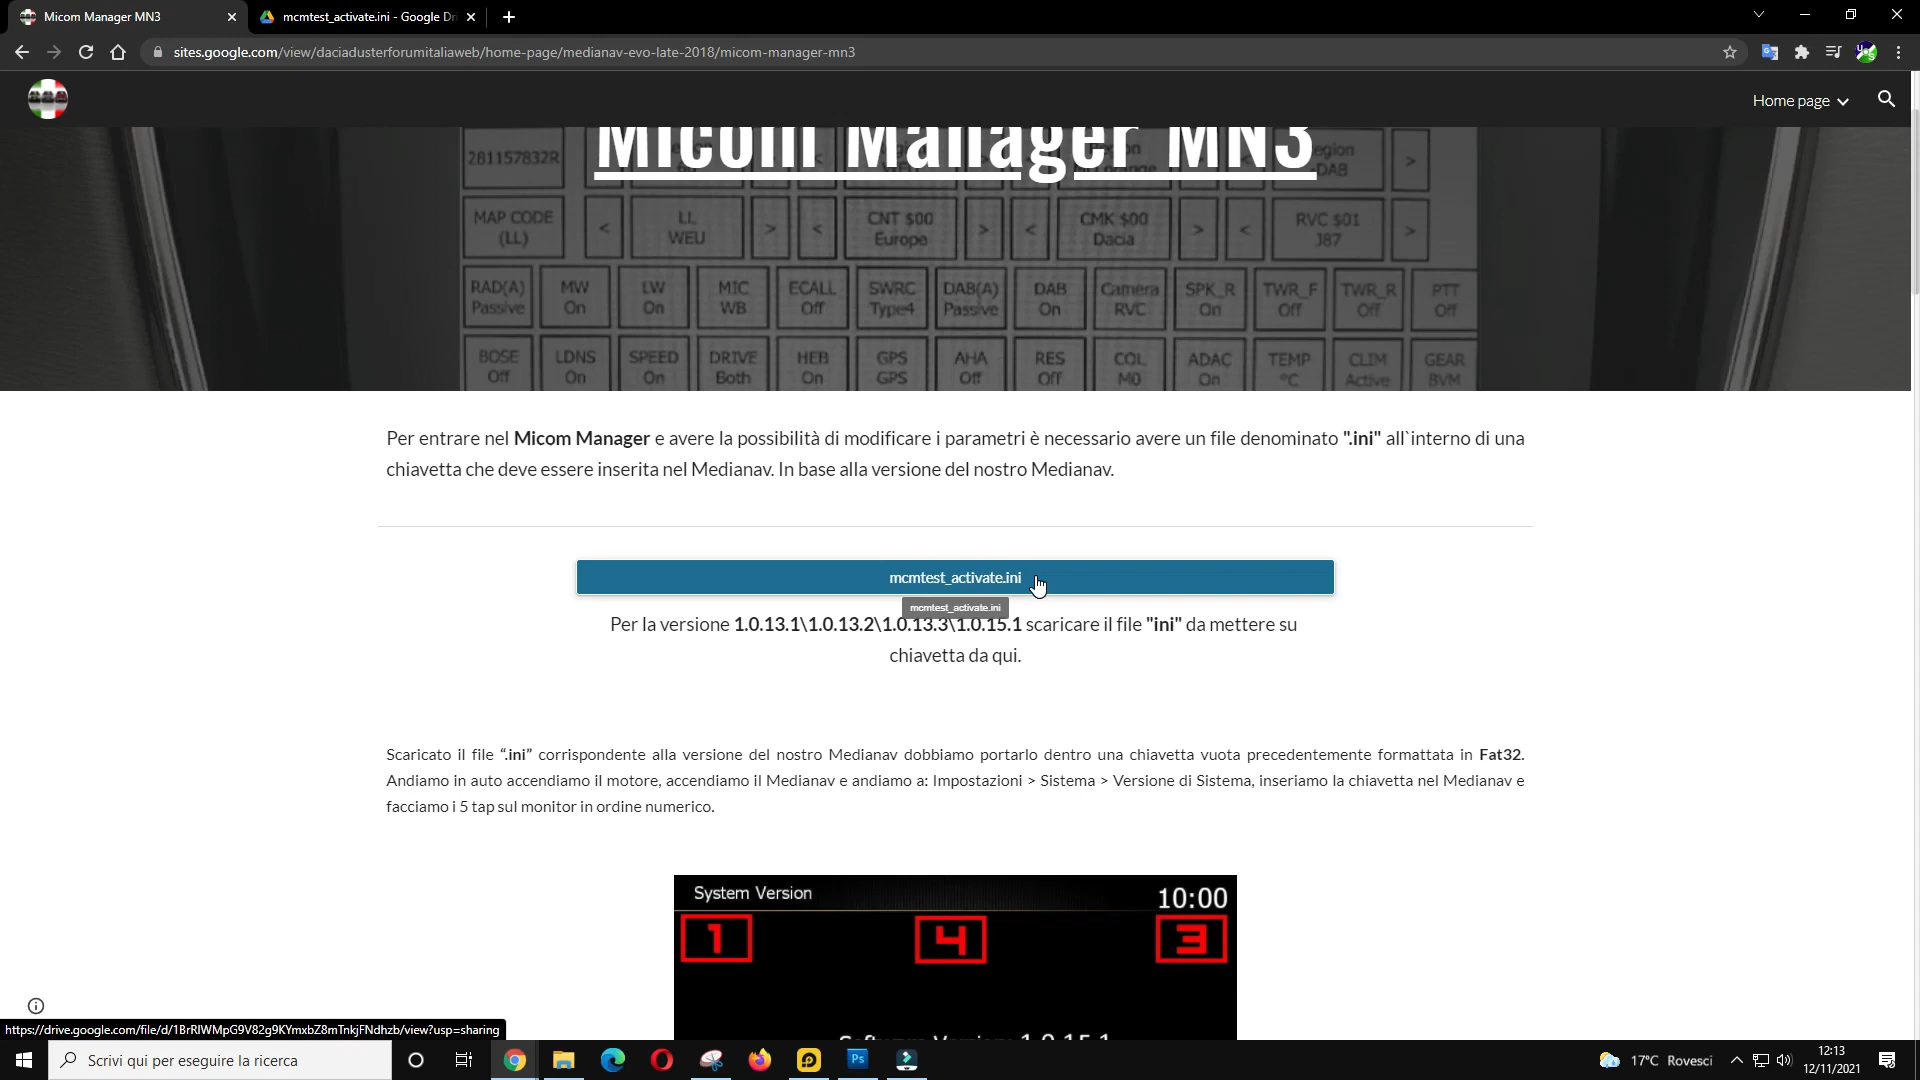 Micom Manager MN3
mcmtest_activate.ini - Google Dri
sites.google.com/view/daciadusterforumitaliaweb/home-page/medianav-evo-late-2018/micom-manager-mn3
Home page
Micom Manager MN3
281157832R
MAP CODE (LL) < LL WEU > < CNT $00 Europe > < CMK $00 Dacia > < RVC $01 J87 >
RAD(A) Passive MW On LW On MIC WB ECALL Off SWRC Type4 DAB(A) Passive DAB On Camera RVC SPK_R On TWR_F Off TWR_R Off PTT Off
BOSE Off LDNS On SPEED On DRIVE Both HEB On GPS GPS AHA Off RES Off COL M0 ADAC On TEMP °C CLIM Active GEAR BVM
Per entrare nel Micom Manager e avere la possibilità di modificare i parametri è necessario avere un file denominato ".ini" all`interno di una
chiavetta che deve essere inserita nel Medianav. In base alla versione del nostro Medianav.
mcmtest_activate.ini
mcmtest_activate.ini
Per la versione 1.0.13.1\1.0.13.2\1.0.13.3\1.0.15.1 scaricare il file "ini" da mettere su
chiavetta da qui.
Scaricato il file “.ini” corrispondente alla versione del nostro Medianav dobbiamo portarlo dentro una chiavetta vuota precedentemente formattata in Fat32.
Andiamo in auto accendiamo il motore, accendiamo il Medianav e andiamo a: Impostazioni > Sistema > Versione di Sistema, inseriamo la chiavetta nel Medianav e
facciamo i 5 tap sul monitor in ordine numerico.
System Version 10:00
1 4 3
Software Version: 1.0.15.1
https://drive.google.com/file/d/1BrRIWMpG9V82g9KYmxbZ8mTnkjFNdhzb/view?usp=sharing
Scrivi qui per eseguire la ricerca
Ps
17°C Rovesci
12:13
12/11/2021